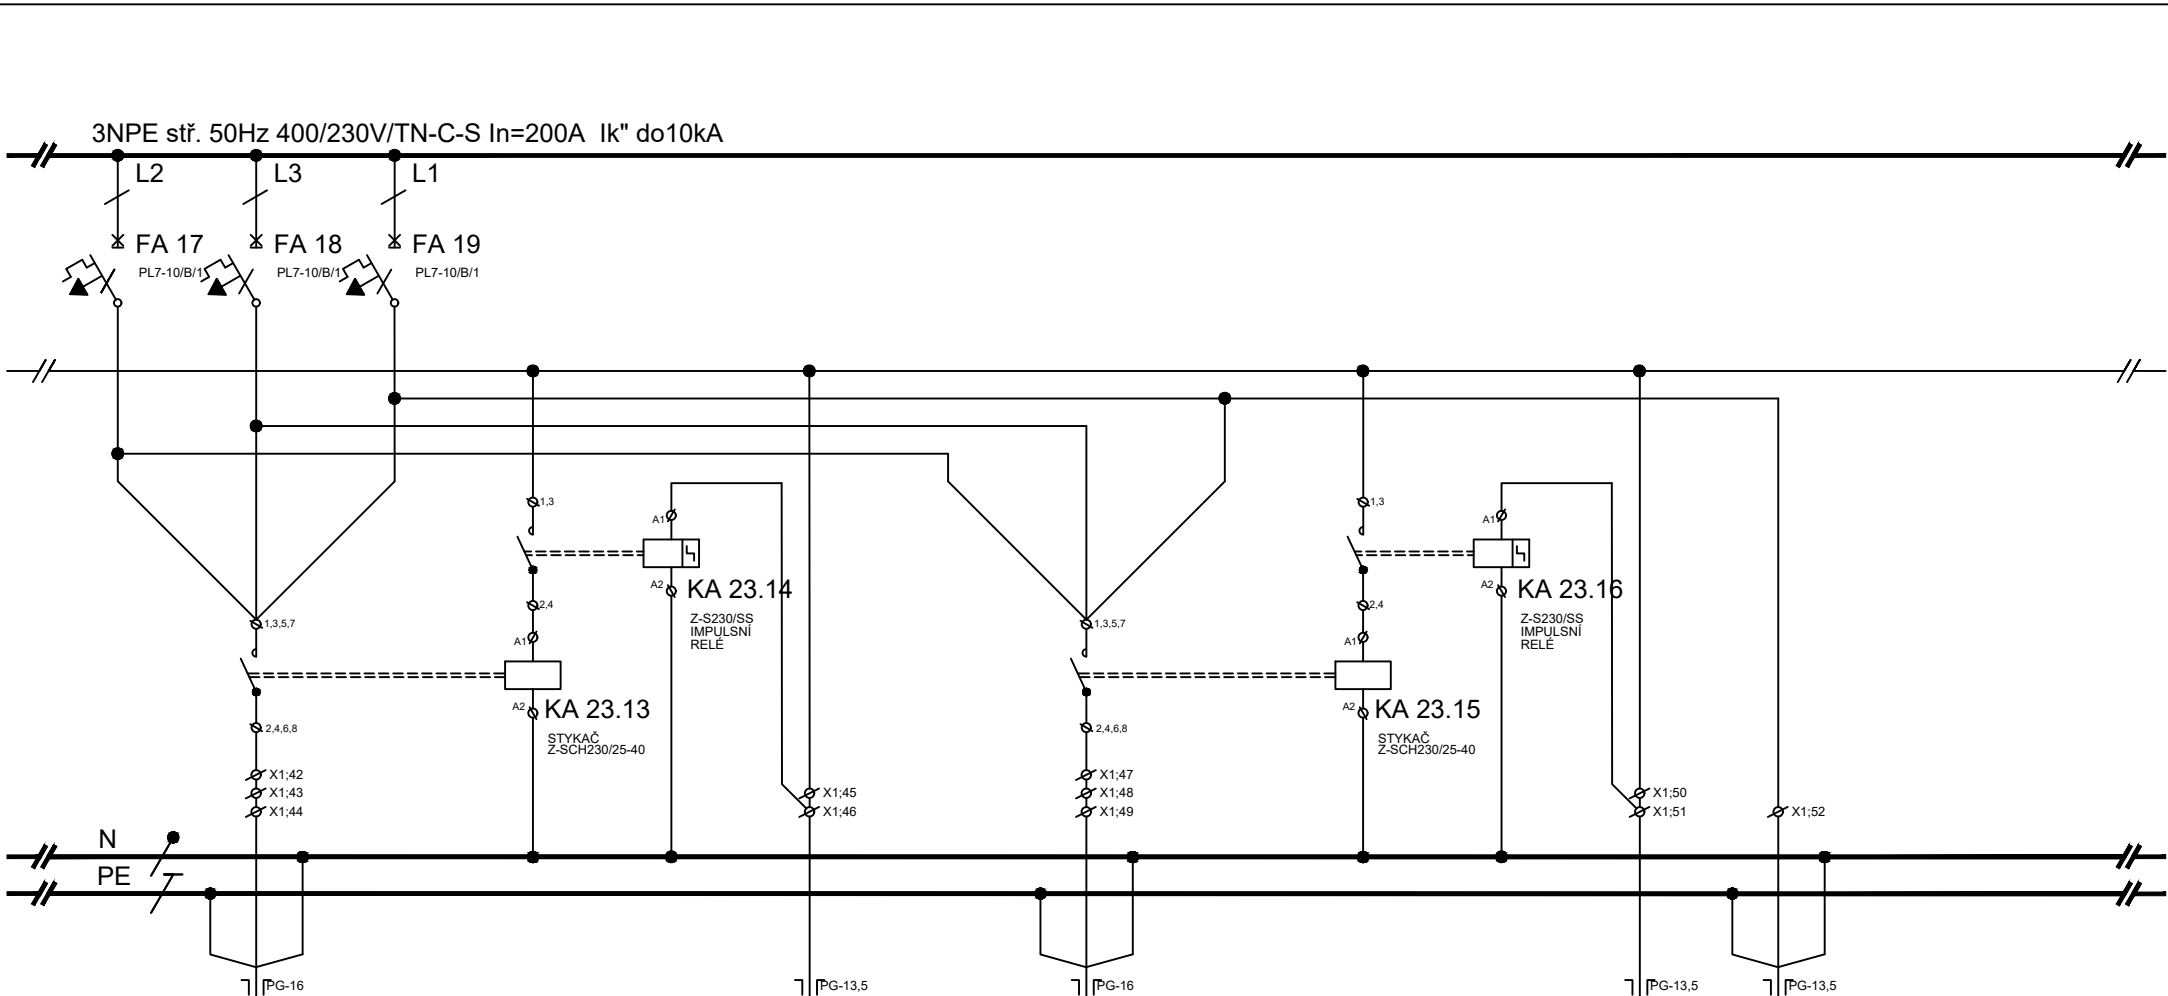 3NPE stř. 50Hz 400/230V/TN-C-S In=200A  Ik" do10kA
L2
L3
L1
FA 17
FA 18
FA 19
PL7-10/B/1
PL7-10/B/1
PL7-10/B/1
1,3
A1
1,3
A1
A2
KA 23.14
A2
KA 23.16
2,4
2,4
Z-S230/SS
IMPULSNÍ
RELÉ
Z-S230/SS
IMPULSNÍ
RELÉ
1,3,5,7
1,3,5,7
A1
A1
A2
KA 23.13
A2
KA 23.15
2,4,6,8
2,4,6,8
STYKAČ
Z-SCH230/25-40
STYKAČ
Z-SCH230/25-40
X1;42
X1;43
X1;44
X1;45
X1;46
X1;47
X1;48
X1;49
X1;50
X1;51
X1;52
N
PE
PG-16
PG-13,5
PG-16
PG-13,5
PG-13,5